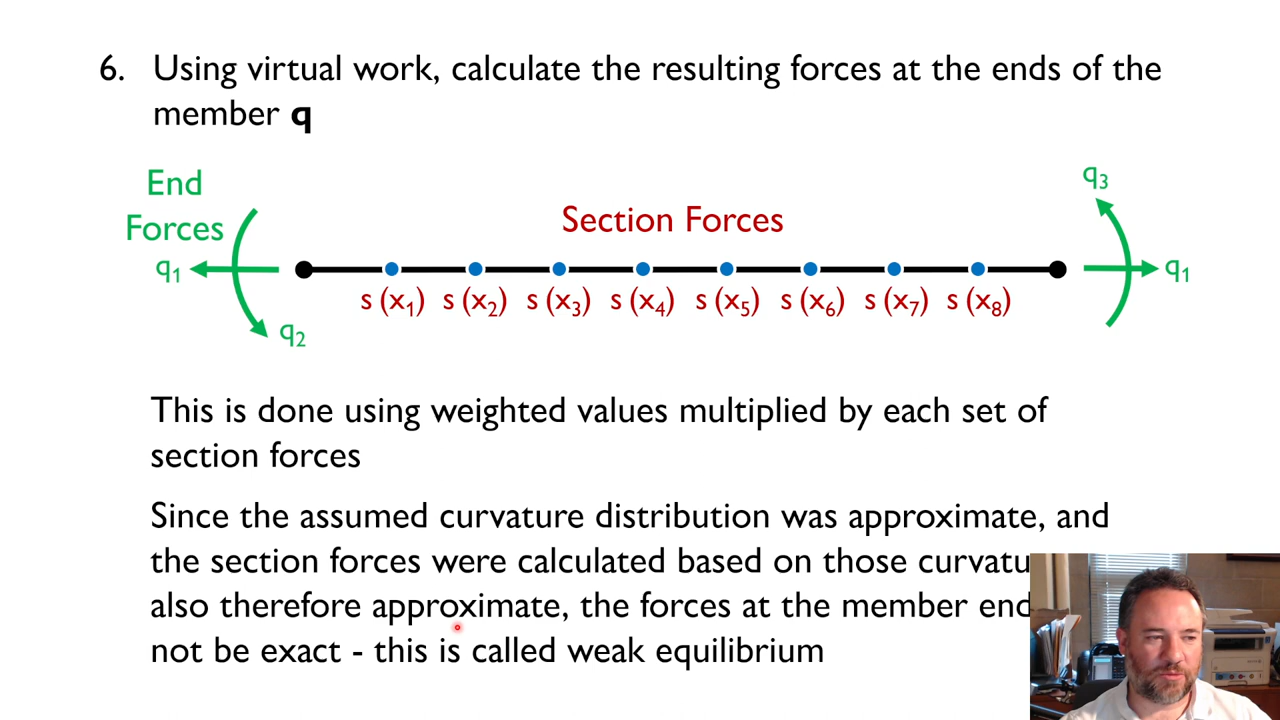 6. Using virtual work, calculate the resulting forces at the ends of the
member q
End
Forces
q1
q2
Section Forces
s (x1) s (x2) s (x3) s (x4) s (x5) s (x6) s (x7) s (x8)
q3
q1
This is done using weighted values multiplied by each set of
section forces
Since the assumed curvature distribution was approximate, and
the section forces were calculated based on those
also therefore approximate, the forces at the member
not be exact - this is called weak equilibrium